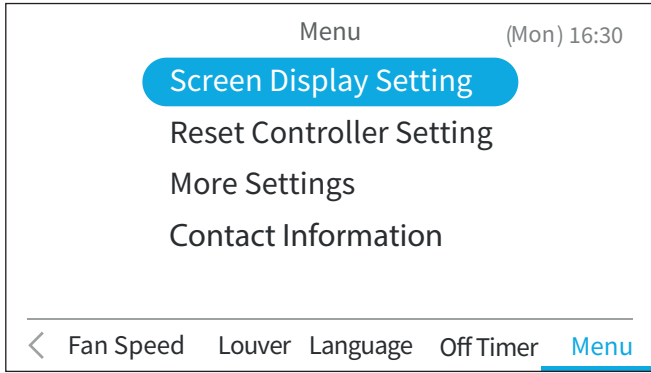 Menu (Mon) 16:30
Screen Display Setting
Reset Controller Setting
More Settings
Contact Information
Fan Speed Louver Language Off Timer Menu